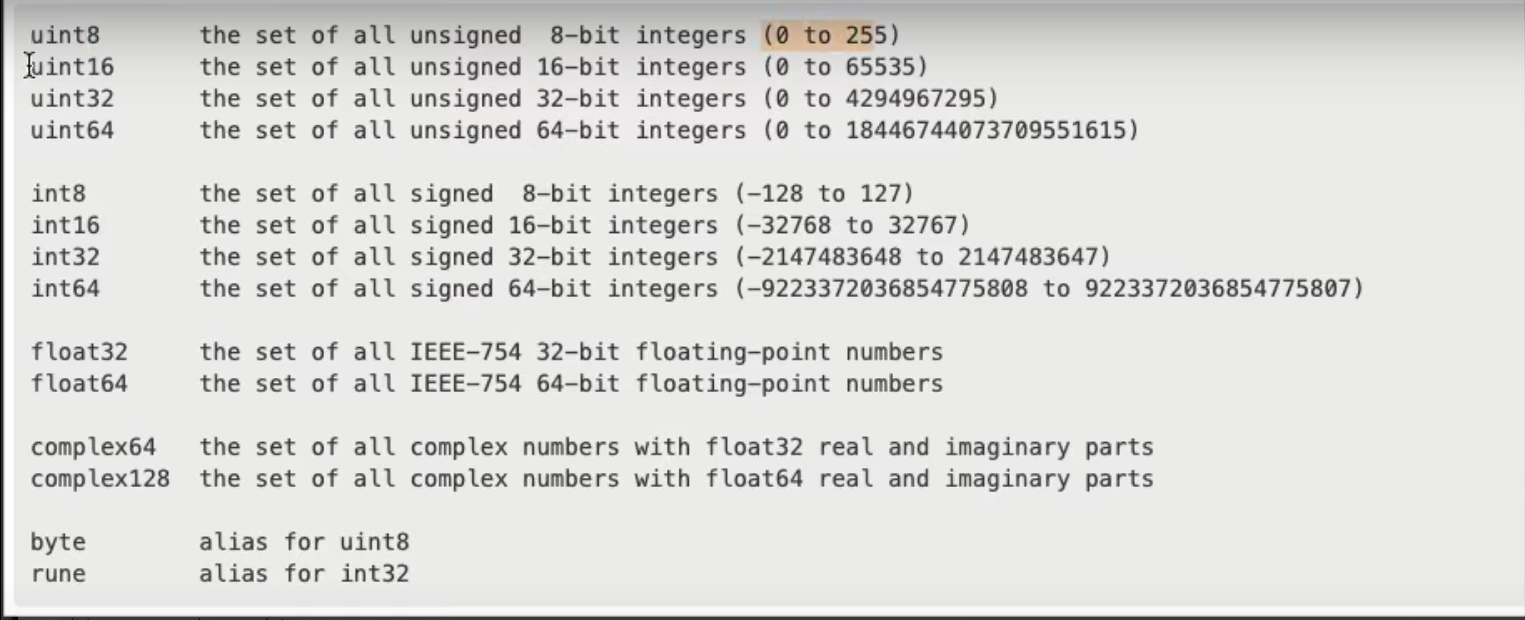 uint8 the set of all unsigned 8-bit integers (0 to 255)
uint16 the set of all unsigned 16-bit integers (0 to 65535)
uint32 the set of all unsigned 32-bit integers (0 to 4294967295)
uint64 the set of all unsigned 64-bit integers (0 to 18446744073709551615)
int8 the set of all signed 8-bit integers (-128 to 127)
int16 the set of all signed 16-bit integers (-32768 to 32767)
int32 the set of all signed 32-bit integers (-2147483648 to 2147483647)
int64 the set of all signed 64-bit integers (-9223372036854775808 to 9223372036854775807)
float32 the set of all IEEE-754 32-bit floating-point numbers
float64 the set of all IEEE-754 64-bit floating-point numbers
complex64 the set of all complex numbers with float32 real and imaginary parts
complex128 the set of all complex numbers with float64 real and imaginary parts
byte alias for uint8
rune alias for int32